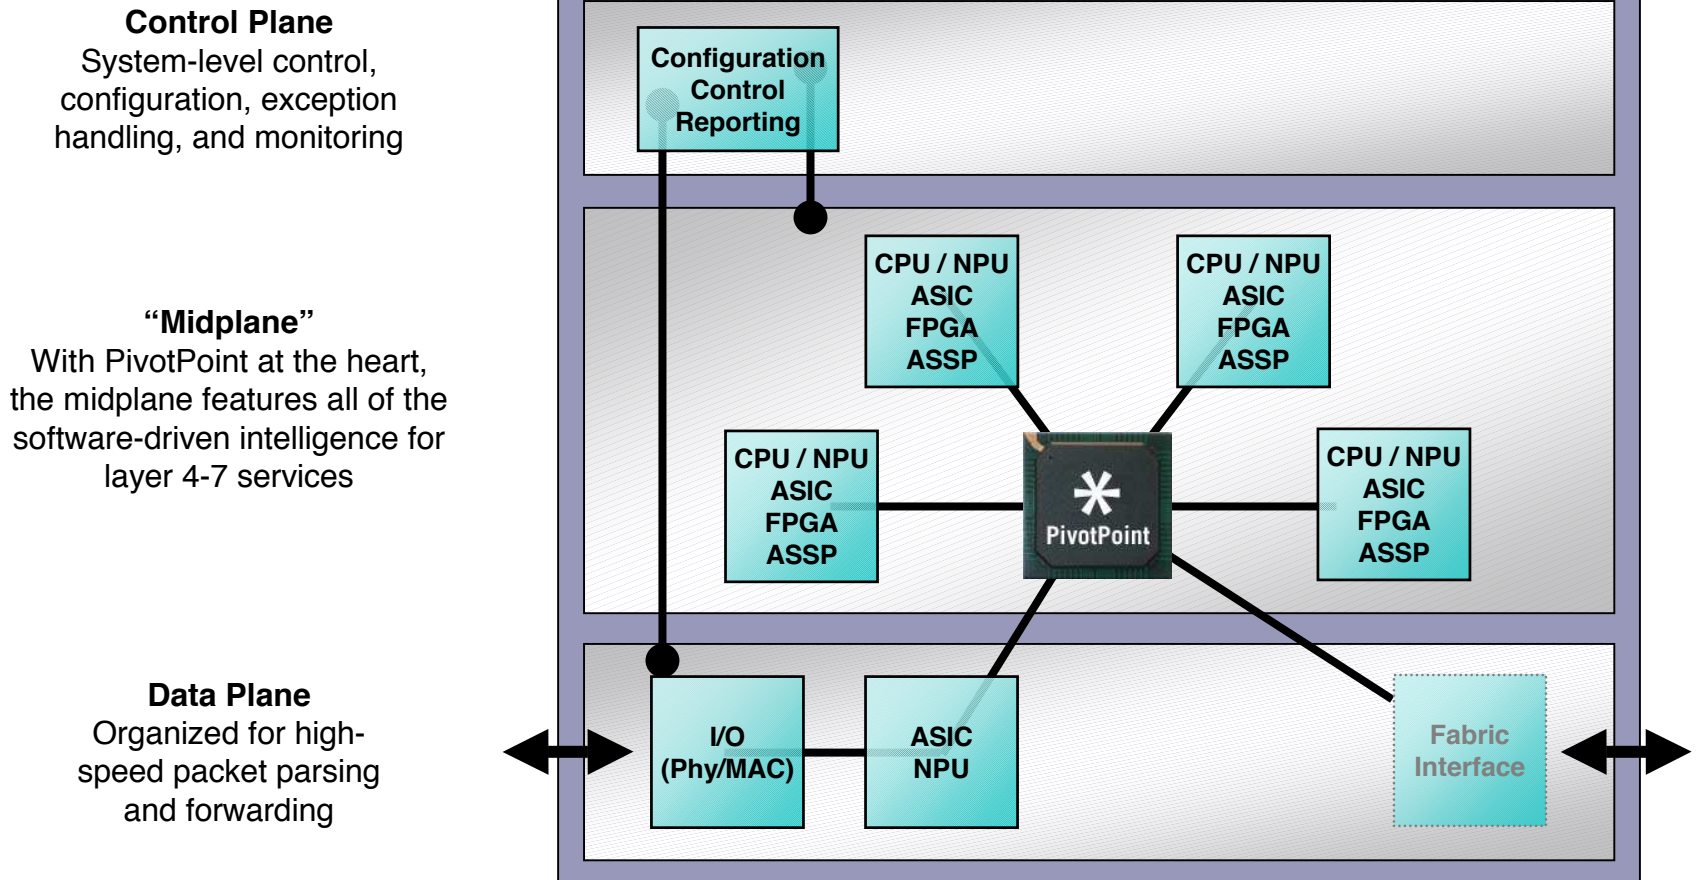 Control Plane
System-level control,
configuration, exception
handling, and monitoring
Configuration
Control
Reporting
“Midplane”
With PivotPoint at the heart,
the midplane features all of the
software-driven intelligence for
layer 4-7 services
CPU / NPU
ASIC
FPGA
ASSP
CPU / NPU
ASIC
FPGA
ASSP
CPU / NPU
ASIC
FPGA
ASSP
PivotPoint
CPU / NPU
ASIC
FPGA
ASSP
Data Plane
Organized for high-
speed packet parsing
and forwarding
I/O
(Phy/MAC)
ASIC
NPU
Fabric
Interface